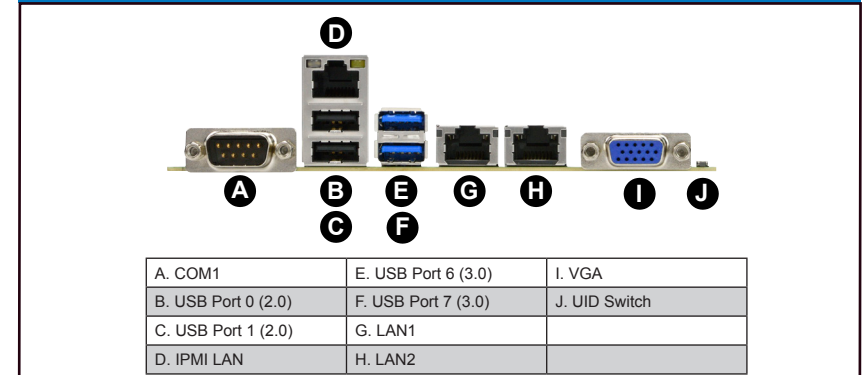 D
A
B
E
G
H
I
J
C
F
A. COM1
E. USB Port 6 (3.0)
I. VGA
B. USB Port 0 (2.0)
F. USB Port 7 (3.0)
J. UID Switch
C. USB Port 1 (2.0)
G. LAN1
D. IPMI LAN
H. LAN2